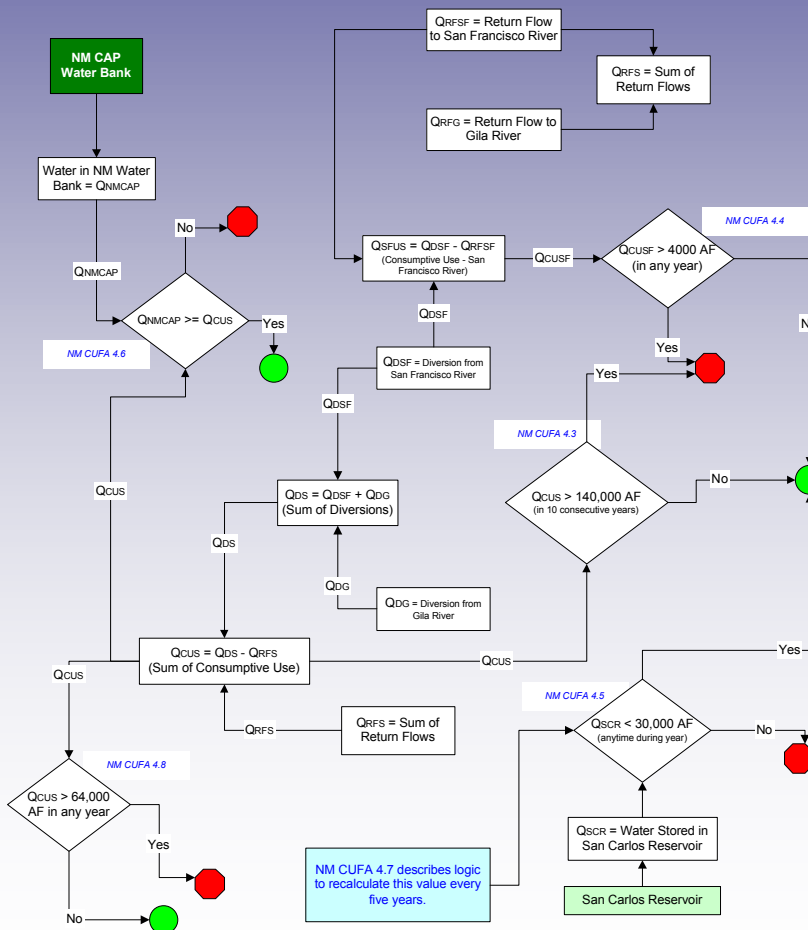 QRFSF = Return Flow
to San Francisco River
QRFS = Sum of
Return Flows
QRFG = Return Flow to
Gila River
NM CAP
Water Bank
Water in NM Water
Bank = QNMCAP
No
QNMCAP
QNMCAP >= QCUS
Yes
NM CUFA 4.6
QSFUS = QDSF - QRFSF
(Consumptive Use - San
Francisco River)
QCUSF
QCUSF > 4000 AF
(in any year)
NM CUFA 4.4
N
Yes
QDSF
QDSF = Diversion from
San Francisco River
QDSF
Yes
NM CUFA 4.3
QCUS > 140,000 AF
(in 10 consecutive years)
No
QCUS
QDS = QDSF + QDG
(Sum of Diversions)
QDS
QDG
QDG = Diversion from
Gila River
QCUS = QDS - QRFS
(Sum of Consumptive Use)
QCUS
QCUS
QRFS
QRFS = Sum of
Return Flows
NM CUFA 4.8
QCUS > 64,000
AF in any year
Yes
No
Yes
NM CUFA 4.5
QSCR < 30,000 AF
(anytime during year)
No
QSCR = Water Stored in
San Carlos Reservoir
San Carlos Reservoir
NM CUFA 4.7 describes logic
to recalculate this value every
five years.